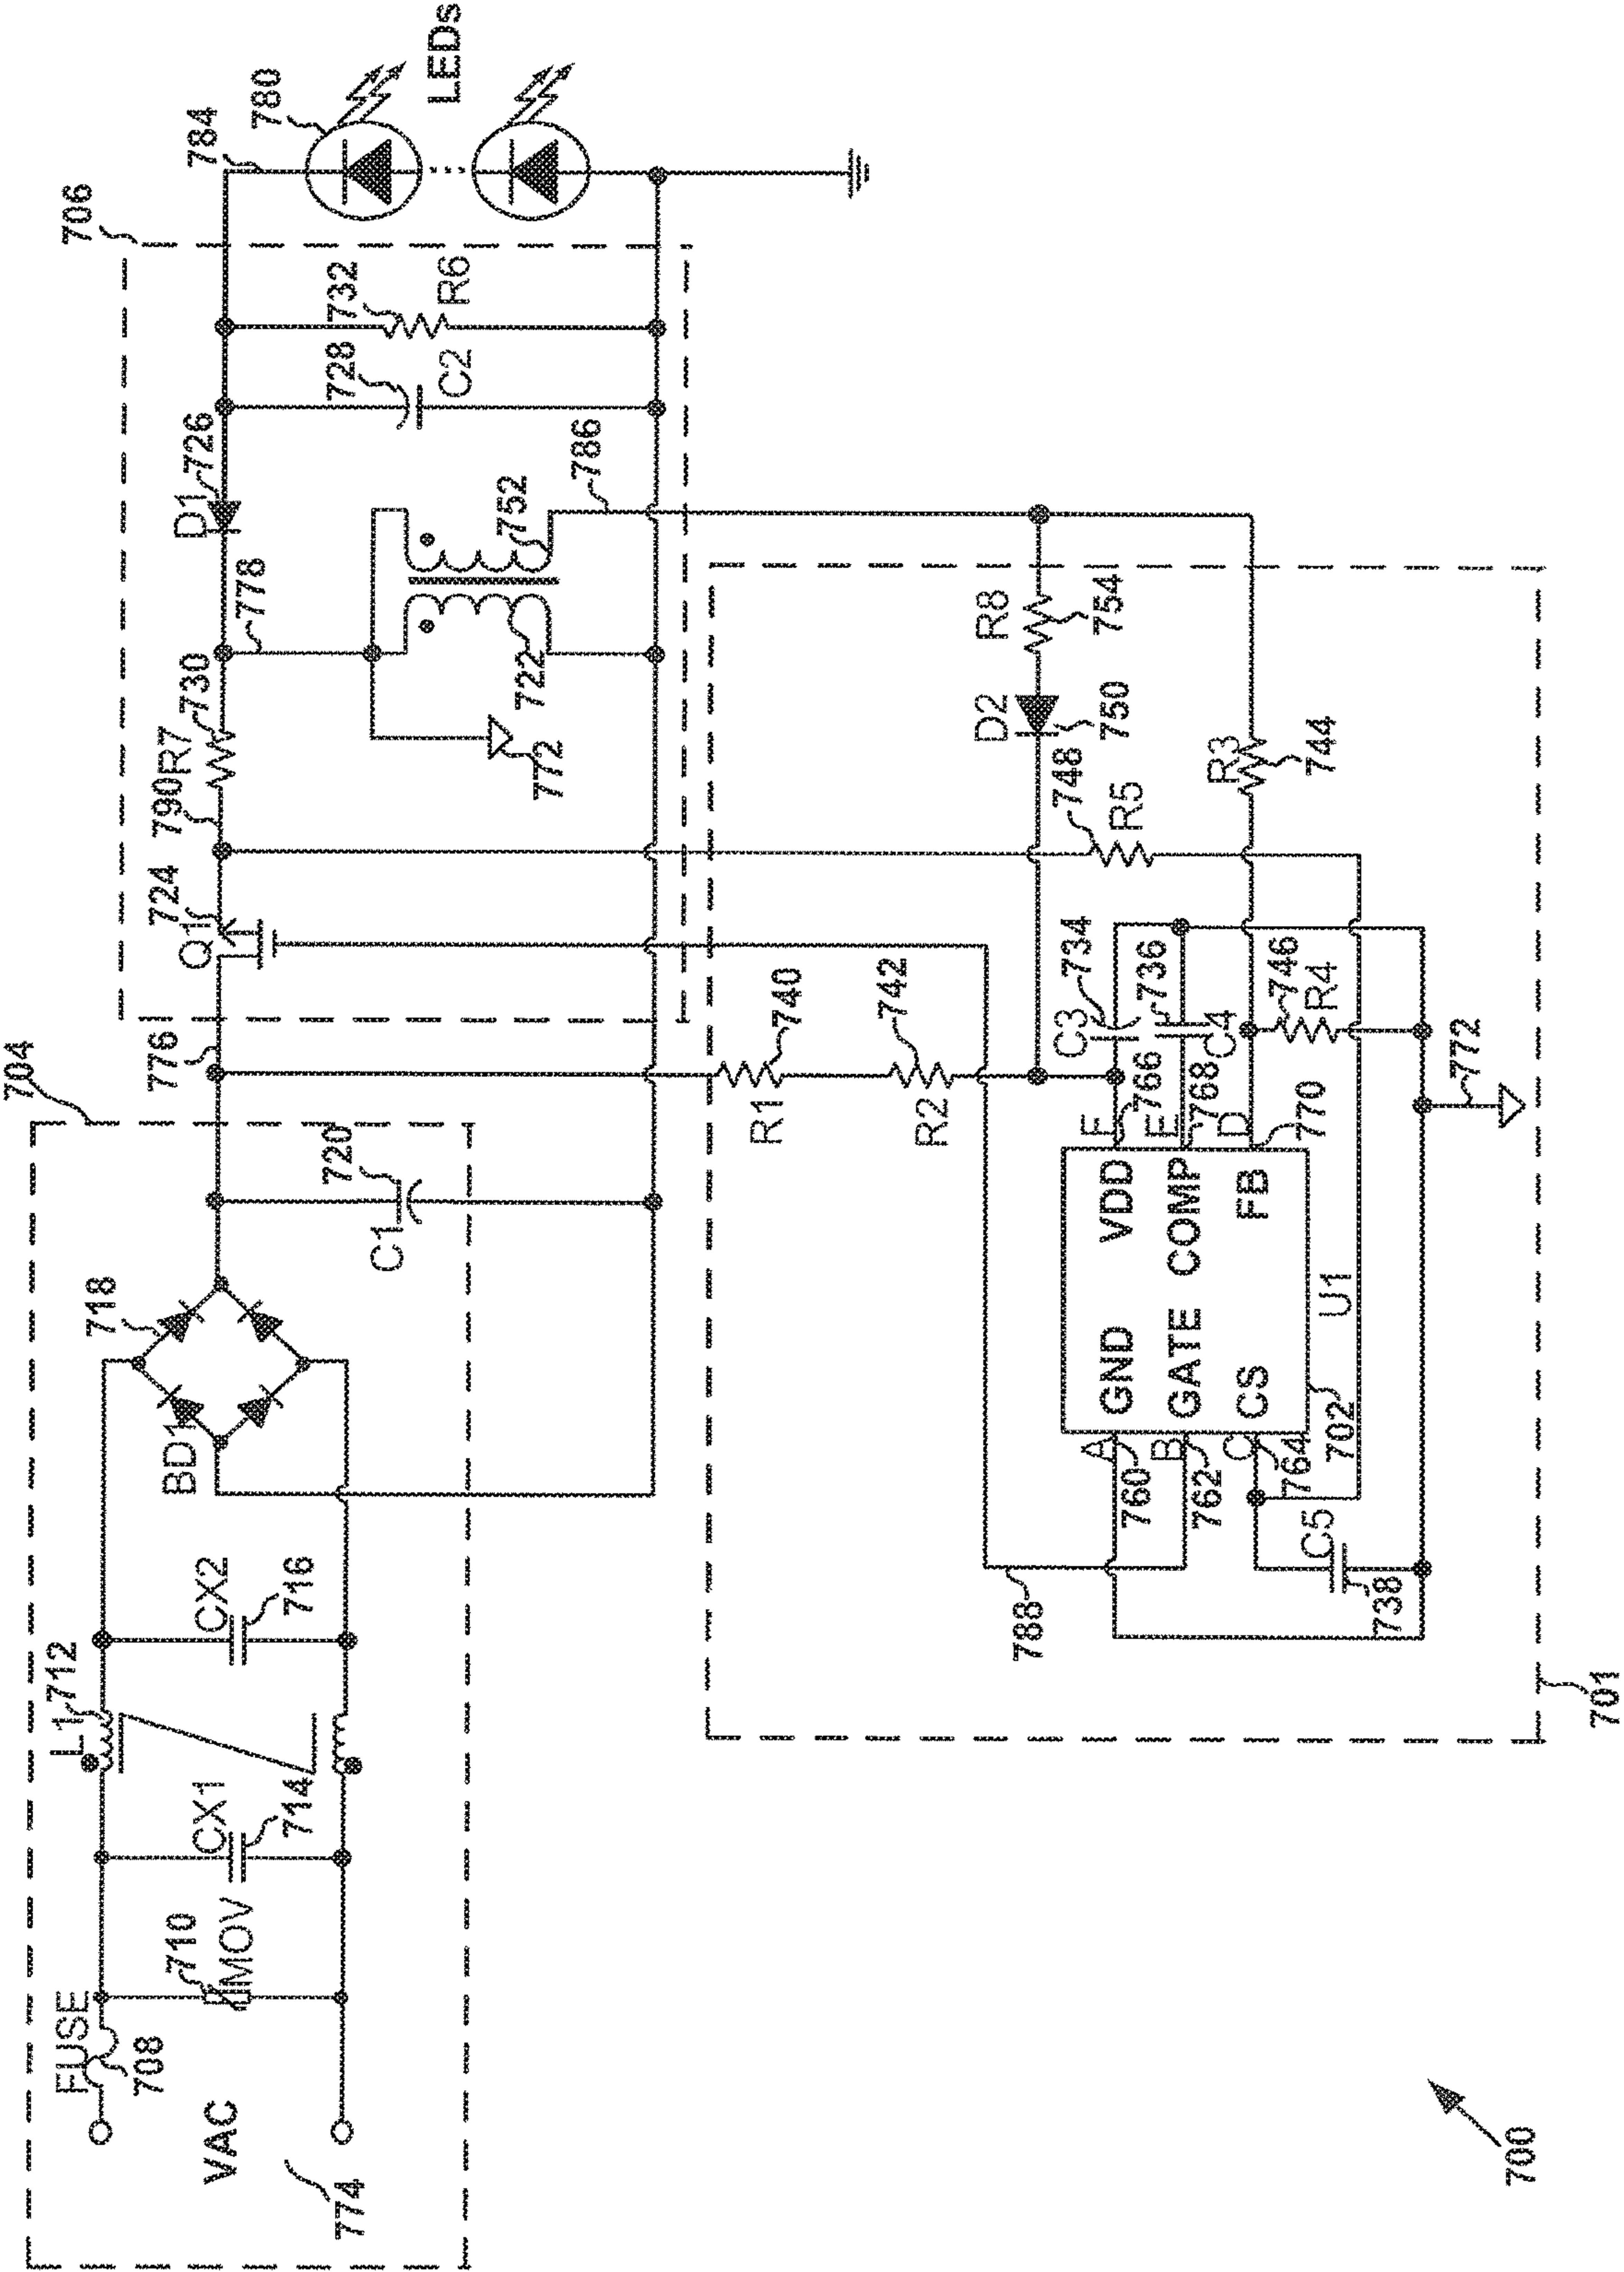 704
FUSE
708
710
MOV
VAC
774
L1
712
CX1
714
CX2
716
BD1
718
C1
720
706
776
Q1
724
790
R7
730
778
D1
726
722
752
772
786
C2
728
R6
732
784
780
LEDs
R1
740
R2
742
R8
754
D2
750
748
R5
R3
744
C3
734
C4
736
746
R4
772
F
766
E
768
D
770
VDD
COMP
FB
GND
GATE
CS
U1
702
A
760
B
762
C
764
C5
738
788
701
700